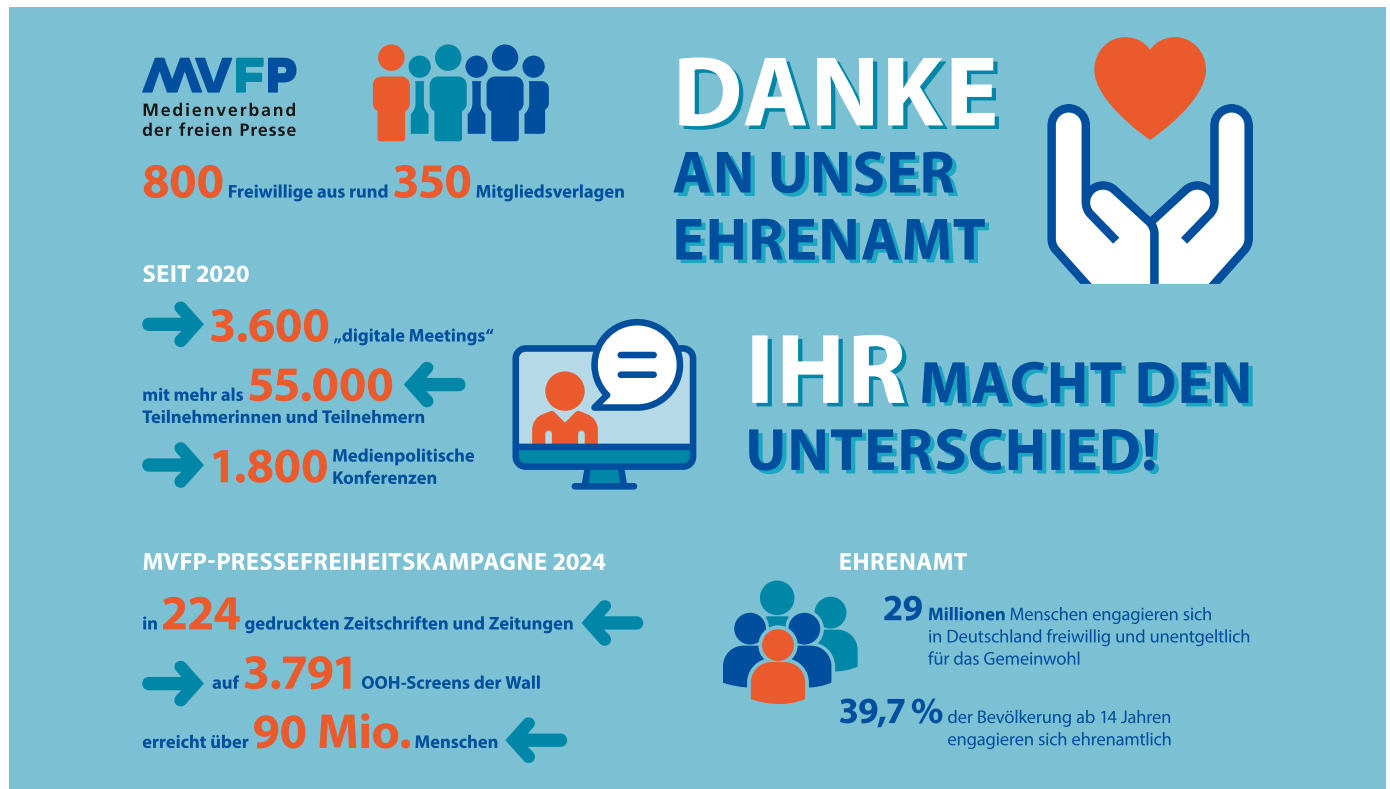 MVFP
Medienverband
der freien Presse
800 Freiwillige aus rund 350 Mitgliedsverlagen
DANKE
AN UNSER
EHRENAMT
SEIT 2020
3.600 „digitale Meetings“
mit mehr als 55.000
Teilnehmerinnen und Teilnehmern
1.800 Medienpolitische
Konferenzen
IHR MACHT DEN
UNTERSCHIED!
MVFP-PRESSEFREIHEITSKAMPAGNE 2024
in 224 gedruckten Zeitschriften und Zeitungen
auf 3.791 OOH-Screens der Wall
erreicht über 90 Mio. Menschen
EHRENAMT
29 Millionen Menschen engagieren sich
in Deutschland freiwillig und unentgeltlich
für das Gemeinwohl
39,7 % der Bevölkerung ab 14 Jahren
engagieren sich ehrenamtlich